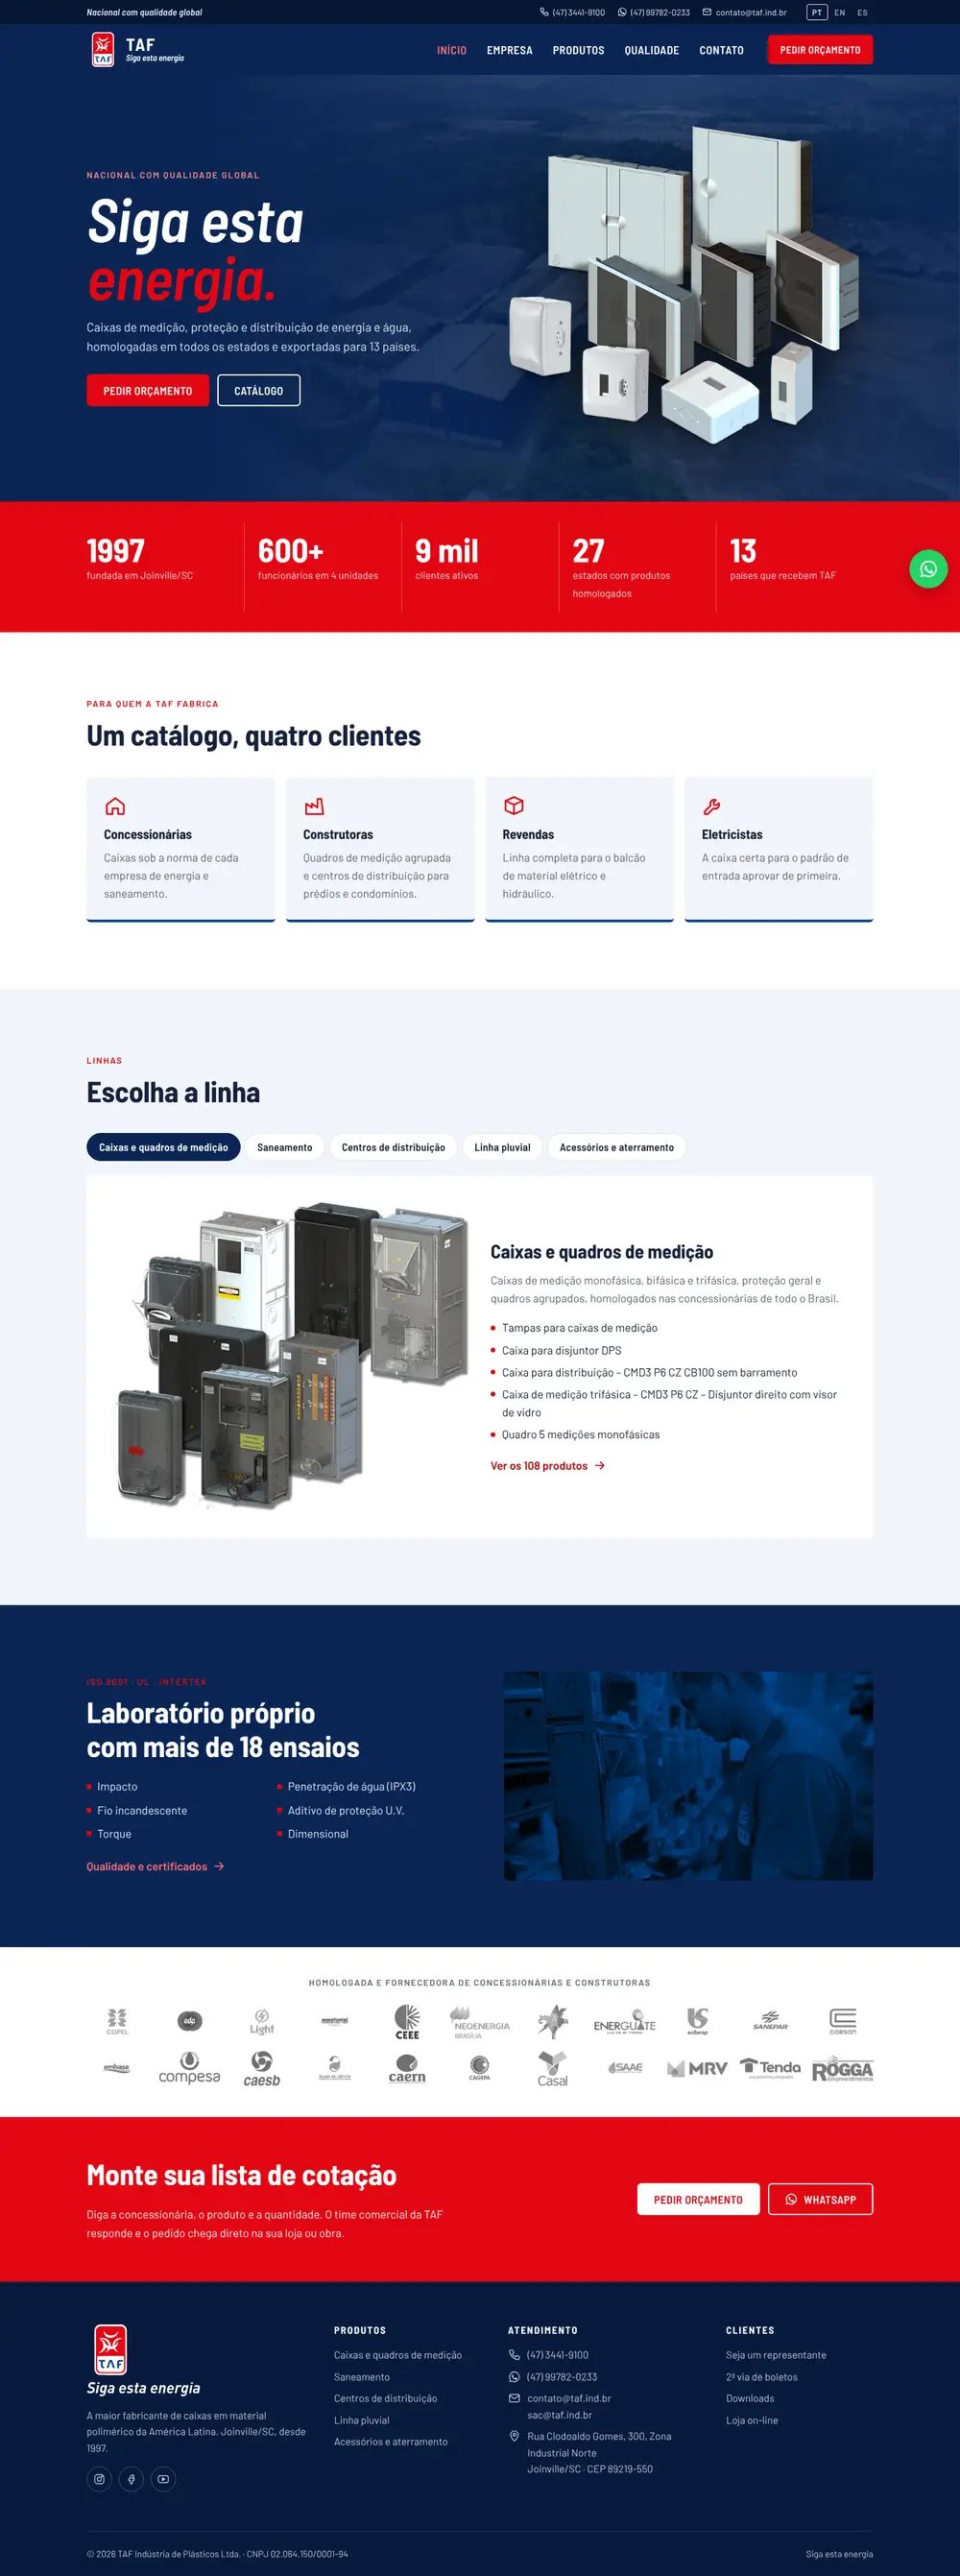 Nacional com qualidade global
(47) 3441-9100
(47) 99782-0233
contato@taf.ind.br
PT EN ES
TAF
TAF
Siga esta energia
INÍCIO EMPRESA PRODUTOS QUALIDADE CONTATO
PEDIR ORÇAMENTO
NACIONAL COM QUALIDADE GLOBAL
Siga esta
energia.
Caixas de medição, proteção e distribuição de energia e água,
homologadas em todos os estados e exportadas para 13 países.
PEDIR ORÇAMENTO
CATÁLOGO
1997
fundada em Joinville/SC
600+
funcionários em 4 unidades
9 mil
clientes ativos
27
estados com produtos
homologados
13
países que recebem TAF
PARA QUEM A TAF FABRICA
Um catálogo, quatro clientes
Concessionárias
Caixas sob a norma de cada
empresa de energia e
saneamento.
Construtoras
Quadros de medição agrupada
e centros de distribuição para
prédios e condomínios.
Revendas
Linha completa para o balcão
de material elétrico e
hidráulico.
Eletricistas
A caixa certa para o padrão de
entrada aprovar de primeira.
LINHAS
Escolha a linha
Caixas e quadros de medição
Saneamento
Centros de distribuição
Linha pluvial
Acessórios e aterramento
Caixas e quadros de medição
Caixas de medição monofásica, bifásica e trifásica, proteção geral e
quadros agrupados, homologados nas concessionárias de todo o Brasil.
Tampas para caixas de medição
Caixa para disjuntor DPS
Caixa para distribuição – CMD3 P6 CZ CB100 sem barramento
Caixa de medição trifásica – CMD3 P6 CZ – Disjuntor direito com visor
de vidro
Quadro 5 medições monofásicas
Ver os 108 produtos
ISO 9001 · UL · INTERTEK
Laboratório próprio
com mais de 18 ensaios
Impacto
Penetração de água (IPX3)
Fio incandescente
Aditivo de proteção U.V.
Torque
Dimensional
Qualidade e certificados
HOMOLOGADA E FORNECEDORA DE CONCESSIONÁRIAS E CONSTRUTORAS
COPEL
edp
Light
CEEE
NEOENERGIA
BRASÍLIA
ENERGUATE
sabesp
SANEPAR
CORSAN
embasa
compesa
caesb
caern
CAGEPA
Casal
SAAE
MRV
Tenda
RÔGGA
Empreendimentos
Monte sua lista de cotação
Diga a concessionária, o produto e a quantidade. O time comercial da TAF
responde e o pedido chega direto na sua loja ou obra.
PEDIR ORÇAMENTO
WHATSAPP
TAF
Siga esta energia
A maior fabricante de caixas em material
polimérico da América Latina. Joinville/SC, desde
1997.
PRODUTOS
Caixas e quadros de medição
Saneamento
Centros de distribuição
Linha pluvial
Acessórios e aterramento
ATENDIMENTO
(47) 3441-9100
(47) 99782-0233
contato@taf.ind.br
sac@taf.ind.br
Rua Clodoaldo Gomes, 300, Zona
Industrial Norte
Joinville/SC · CEP 89219-550
CLIENTES
Seja um representante
2ª via de boletos
Downloads
Loja on-line
© 2026 TAF Indústria de Plásticos Ltda. · CNPJ 02.064.150/0001-94
Siga esta energia